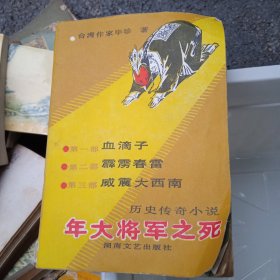 台湾作家毕珍 著
第一部 血滴子
第二部 霹雳春雷
第三部 威震大西南
历史传奇小说
年大将军之死
湖南文艺出版社